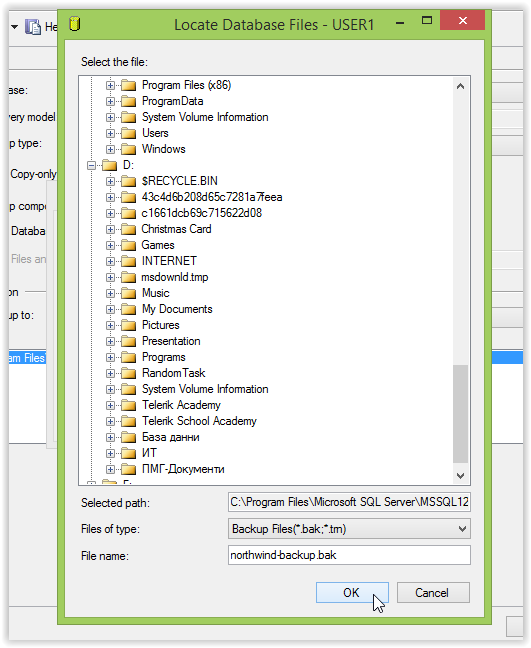 Locate Database Files - USER1
Select the file:
Program Files (x86)
ProgramData
System Volume Information
Users
Windows
D:
$RECYCLE.BIN
43c4d6b208d65c7281a7feea
c1661dcb69c715622d08
Christmas Card
Games
INTERNET
msdownld.tmp
Music
My Documents
Pictures
Presentation
Programs
RandomTask
System Volume Information
Telerik Academy
Telerik School Academy
База данни
ИТ
ПМГ-Документи
Selected path:
C:\Program Files\Microsoft SQL Server\MSSQL12
Files of type:
Backup Files(*.bak;*.trn)
File name:
northwind-backup.bak
OK
Cancel
He
ase:
very model
p type:
Copy-only
p compo
Databa
Files an
on
up to:
am Files